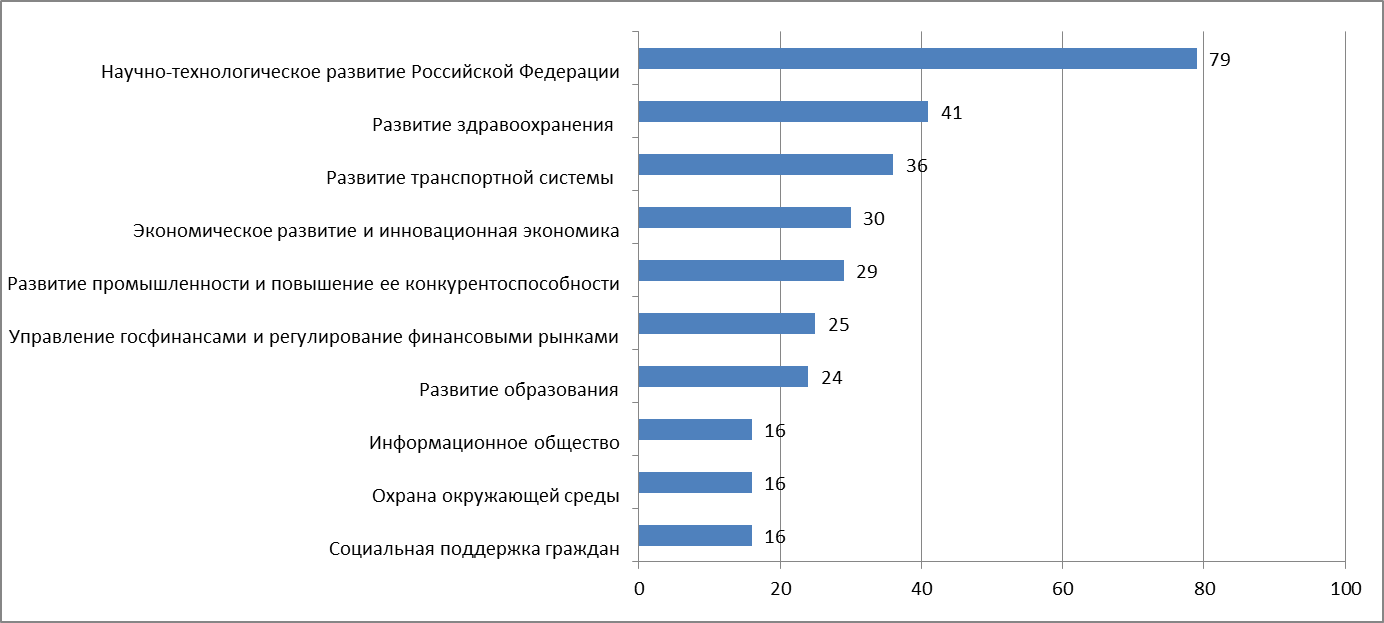 Научно-технологическое развитие Российской Федерации
79
Развитие здравоохранения
41
Развитие транспортной системы
36
Экономическое развитие и инновационная экономика
30
Развитие промышленности и повышение ее конкурентоспособности
29
Управление госфинансами и регулирование финансовыми рынками
25
Развитие образования
24
Информационное общество
16
Охрана окружающей среды
16
Социальная поддержка граждан
16
0 20 40 60 80 100